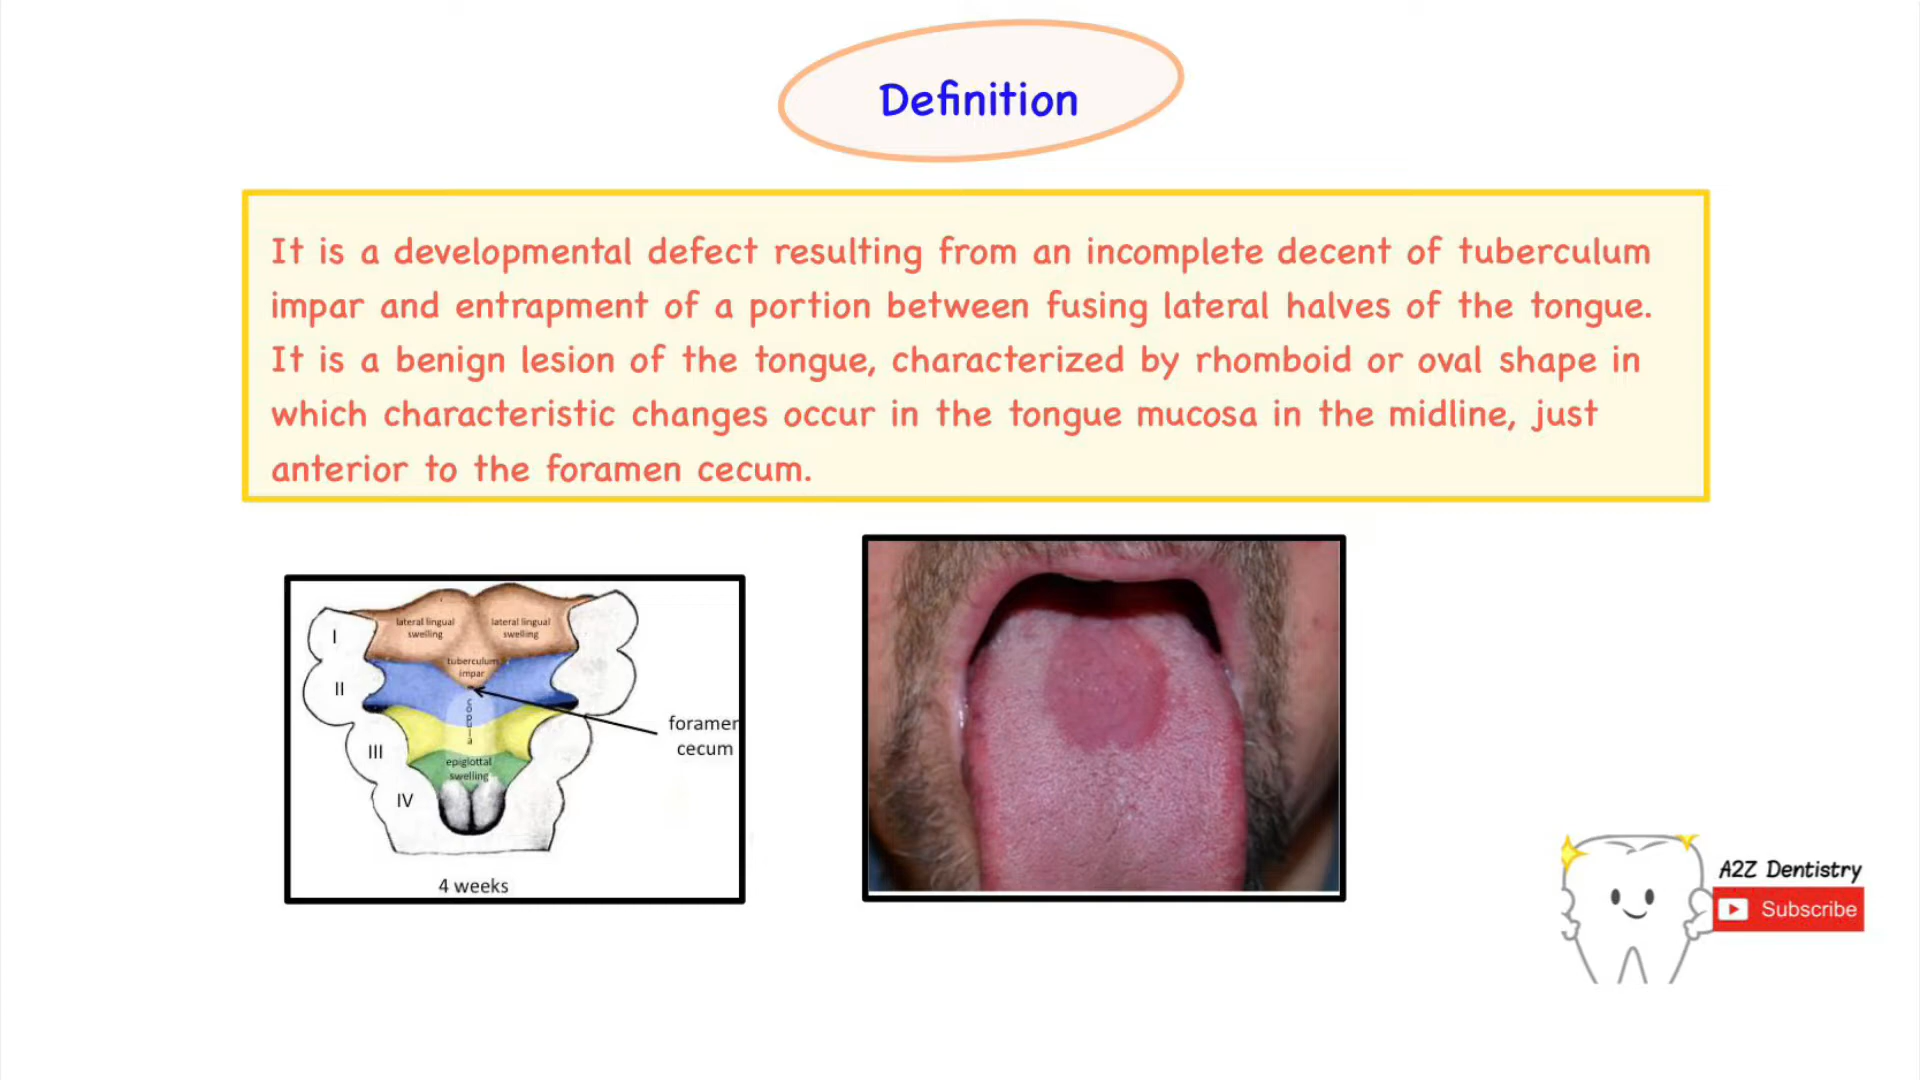 Definition
It is a developmental defect resulting from an incomplete decent of tuberculum
impar and entrapment of a portion between fusing lateral halves of the tongue.
It is a benign lesion of the tongue, characterized by rhomboid or oval shape in
which characteristic changes occur in the tongue mucosa in the midline, just
anterior to the foramen cecum.
lateral lingual
swelling
lateral lingual
swelling
I
tuberculum
impar
II
copula
foramen
cecum
III
epiglottal
swelling
IV
4 weeks
A2Z Dentistry
Subscribe